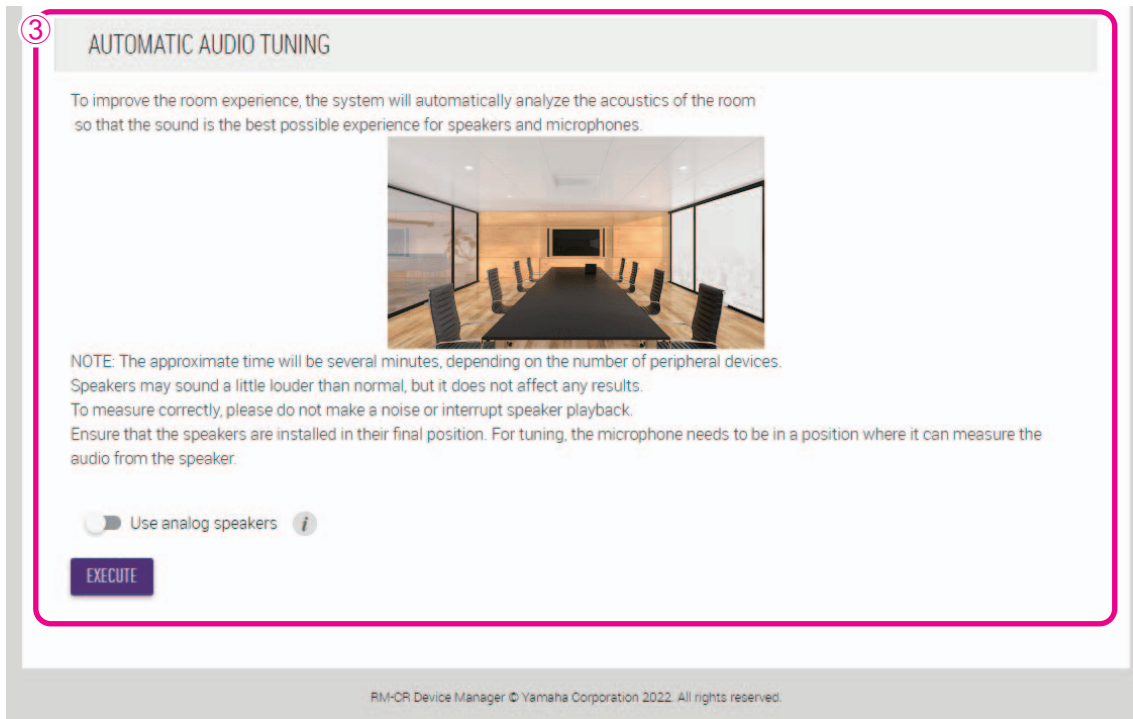 ③
AUTOMATIC AUDIO TUNING
To improve the room experience, the system will automatically analyze the acoustics of the room
so that the sound is the best possible experience for speakers and microphones.
NOTE: The approximate time will be several minutes, depending on the number of peripheral devices.
Speakers may sound a little louder than normal, but it does not affect any results.
To measure correctly, please do not make a noise or interrupt speaker playback.
Ensure that the speakers are installed in their final position. For tuning, the microphone needs to be in a position where it can measure the
audio from the speaker.
Use analog speakers i
EXECUTE
RM-CR Device Manager © Yamaha Corporation 2022. All rights reserved.